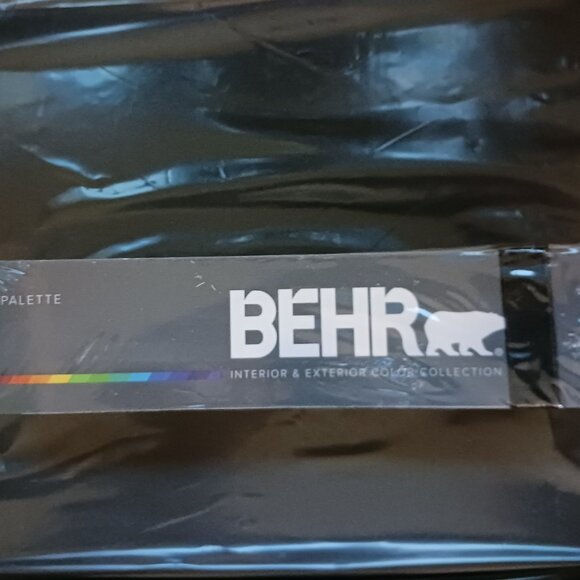 PALETTE
BEHR
INTERIOR & EXTERIOR COLOR COLLECTION